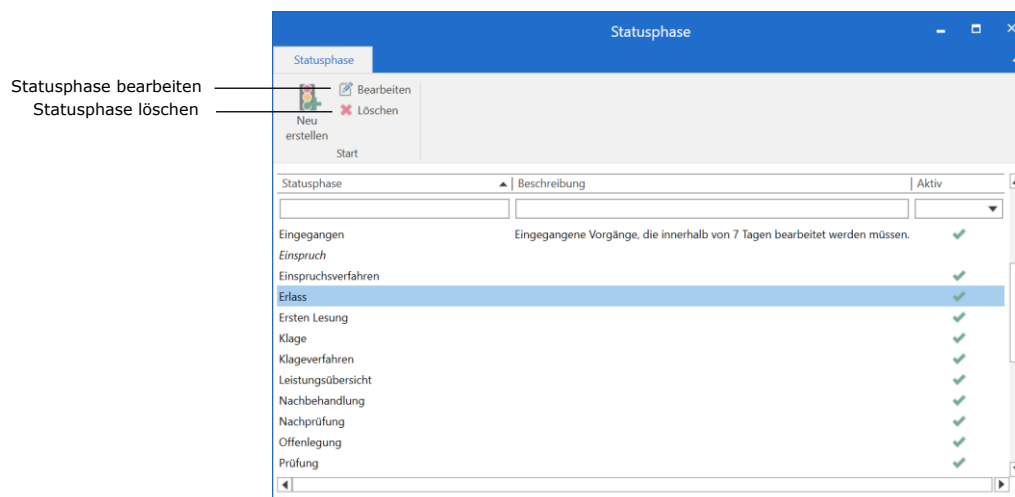 Statusphase
Statusphase
Statusphase bearbeiten
Bearbeiten
Statusphase löschen
Löschen
Neu
erstellen
Start
Statusphase Beschreibung Aktiv
Eingegangen Eingegangene Vorgänge, die innerhalb von 7 Tagen bearbeitet werden müssen.
Einspruch
Einspruchsverfahren
Erlass
Ersten Lesung
Klage
Klageverfahren
Leistungsübersicht
Nachbehandlung
Nachprüfung
Offenlegung
Prüfung